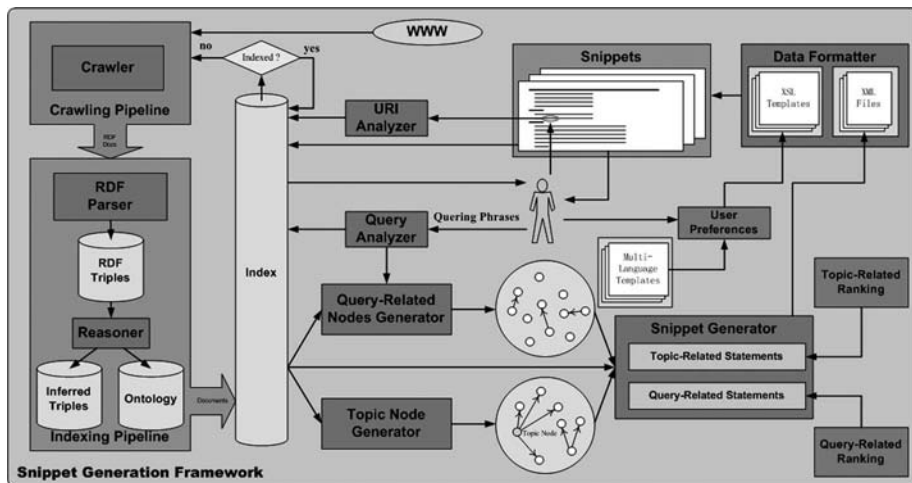 WWW
no
Indexed ?
yes
Crawler
Crawling Pipeline
RDF
Docs
RDF
Parser
RDF
Triples
Reasoner
Inferred
Triples
Ontology
Indexing Pipeline
Documents
Index
URI
Analyzer
Query
Analyzer
Quering Phrases
Snippets
Data Formatter
XSL
Templates
XML
Files
User
Preferences
Multi-
Language
Templates
Query-Related
Nodes Generator
Topic Node
Generator
Topic Node
Snippet Generator
Topic-Related Statements
Query-Related Statements
Topic-Related
Ranking
Query-Related
Ranking
Snippet Generation Framework